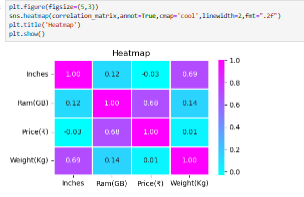 plt.figure(figsize=(5,3))
sns.heatmap(correlation_matrix,annot=True,cmap='cool',linewidth=2,fmt=".2f")
plt.title('Heatmap')
plt.show()
Heatmap
Inches 1.00 0.12 -0.03 0.69 1.0
Ram(GB) 0.12 1.00 0.68 0.14 0.8
0.6
Price(₹) -0.03 0.68 1.00 0.01 0.4
0.2
Weight(Kg) 0.69 0.14 0.01 1.00 0.0
Inches Ram(GB) Price(₹) Weight(Kg)